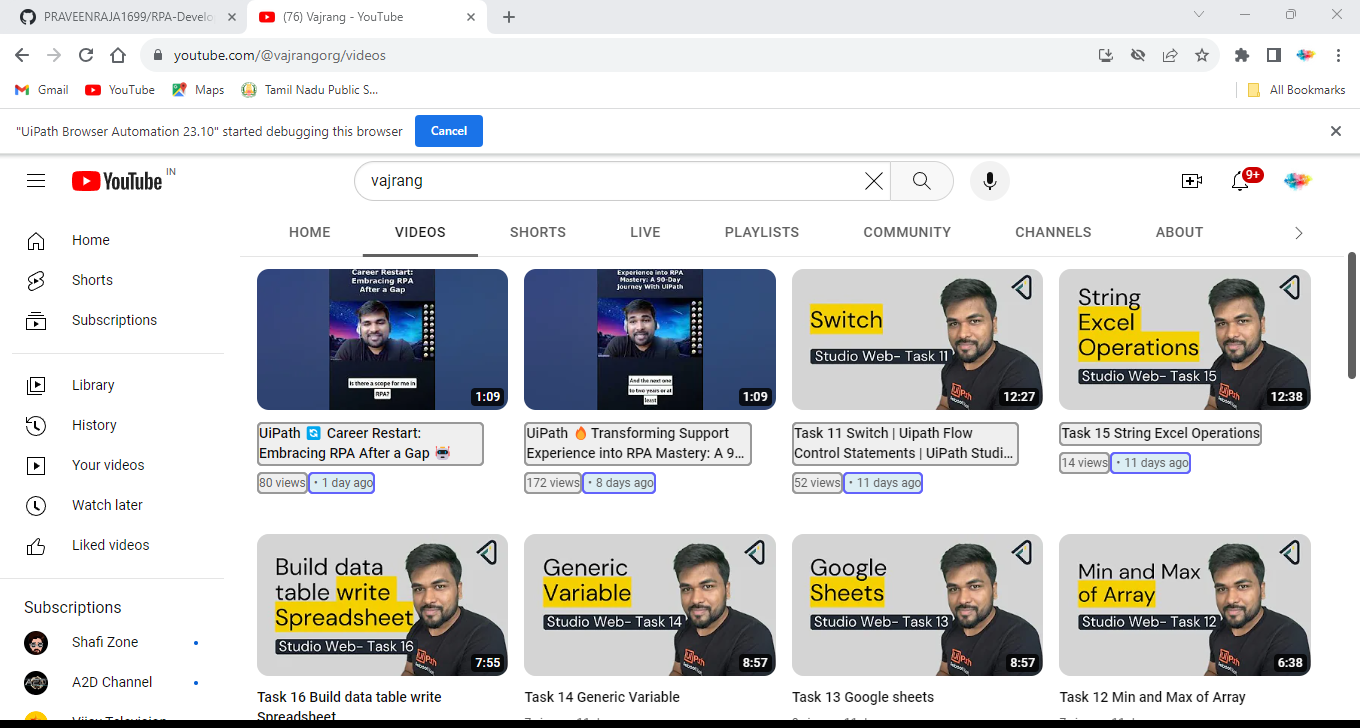 PRAVEENRAJA1699/RPA-Develo
(76) Vajrang - YouTube
youtube.com/@vajrangorg/videos
Gmail
YouTube
Maps
Tamil Nadu Public S...
All Bookmarks
"UiPath Browser Automation 23.10" started debugging this browser
Cancel
YouTube
IN
vajrang
9+
HOME
VIDEOS
SHORTS
LIVE
PLAYLISTS
COMMUNITY
CHANNELS
ABOUT
Home
Shorts
Subscriptions
Library
History
Your videos
Watch later
Liked videos
Subscriptions
Shafi Zone
A2D Channel
Vijay Television
Career Restart:
Embracing RPA
After a Gap
Is there a scope for me in
RPA?
1:09
UiPath 🔄 Career Restart:
Embracing RPA After a Gap 🤖
80 views • 1 day ago
Experience into RPA
Mastery: A 90-Day
Journey With UiPath
And the next one
to two years or at
least
1:09
UiPath 🔥 Transforming Support
Experience into RPA Mastery: A 9...
172 views • 8 days ago
Switch
Studio Web- Task 11
12:27
Task 11 Switch | Uipath Flow
Control Statements | UiPath Studi...
52 views • 11 days ago
String
Excel
Operations
Studio Web- Task 15
UiPath
12:38
Task 15 String Excel Operations
14 views • 11 days ago
Build data
table write
Spreadsheet
Studio Web- Task 16
UiPath
7:55
Task 16 Build data table write
Spreadsheet
Generic
Variable
Studio Web- Task 14
UiPath
8:57
Task 14 Generic Variable
Google
Sheets
Studio Web- Task 13
UiPath
8:57
Task 13 Google sheets
Min and Max
of Array
Studio Web- Task 12
UiPath
6:38
Task 12 Min and Max of Array